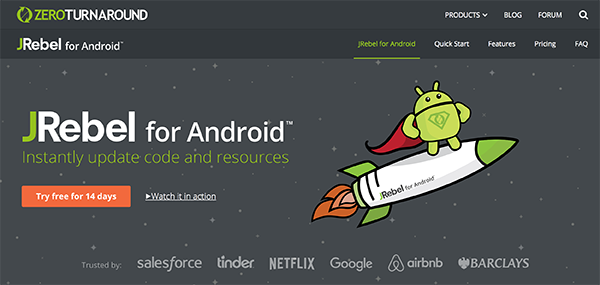 ZEROTURNAROUND
PRODUCTS BLOG FORUM
JRebel for Android™
JRebel for Android Quick Start Features Pricing FAQ
JRebel for Android™
Instantly update code and resources
Try free for 14 days
Watch it in action
JRebel for Android
Trusted by: salesforce tinder NETFLIX Google airbnb BARCLAYS